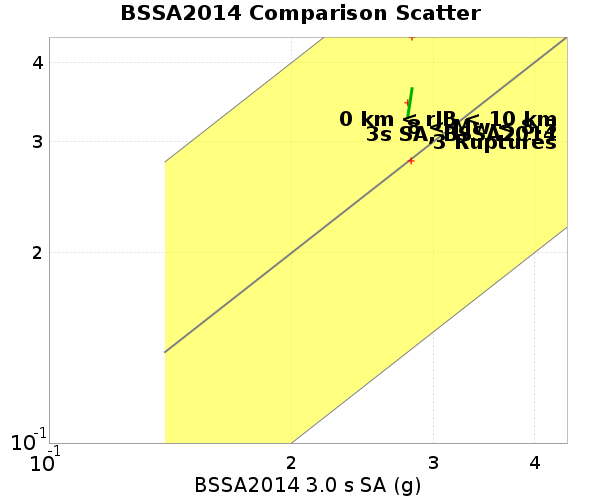 BSSA2014 Comparison Scatter
4
3
2
10-1
10-1
2
3
4
0 km < rJB < 10 km
3s SA, BSSA2014
3 Ruptures
BSSA2014 3.0 s SA (g)